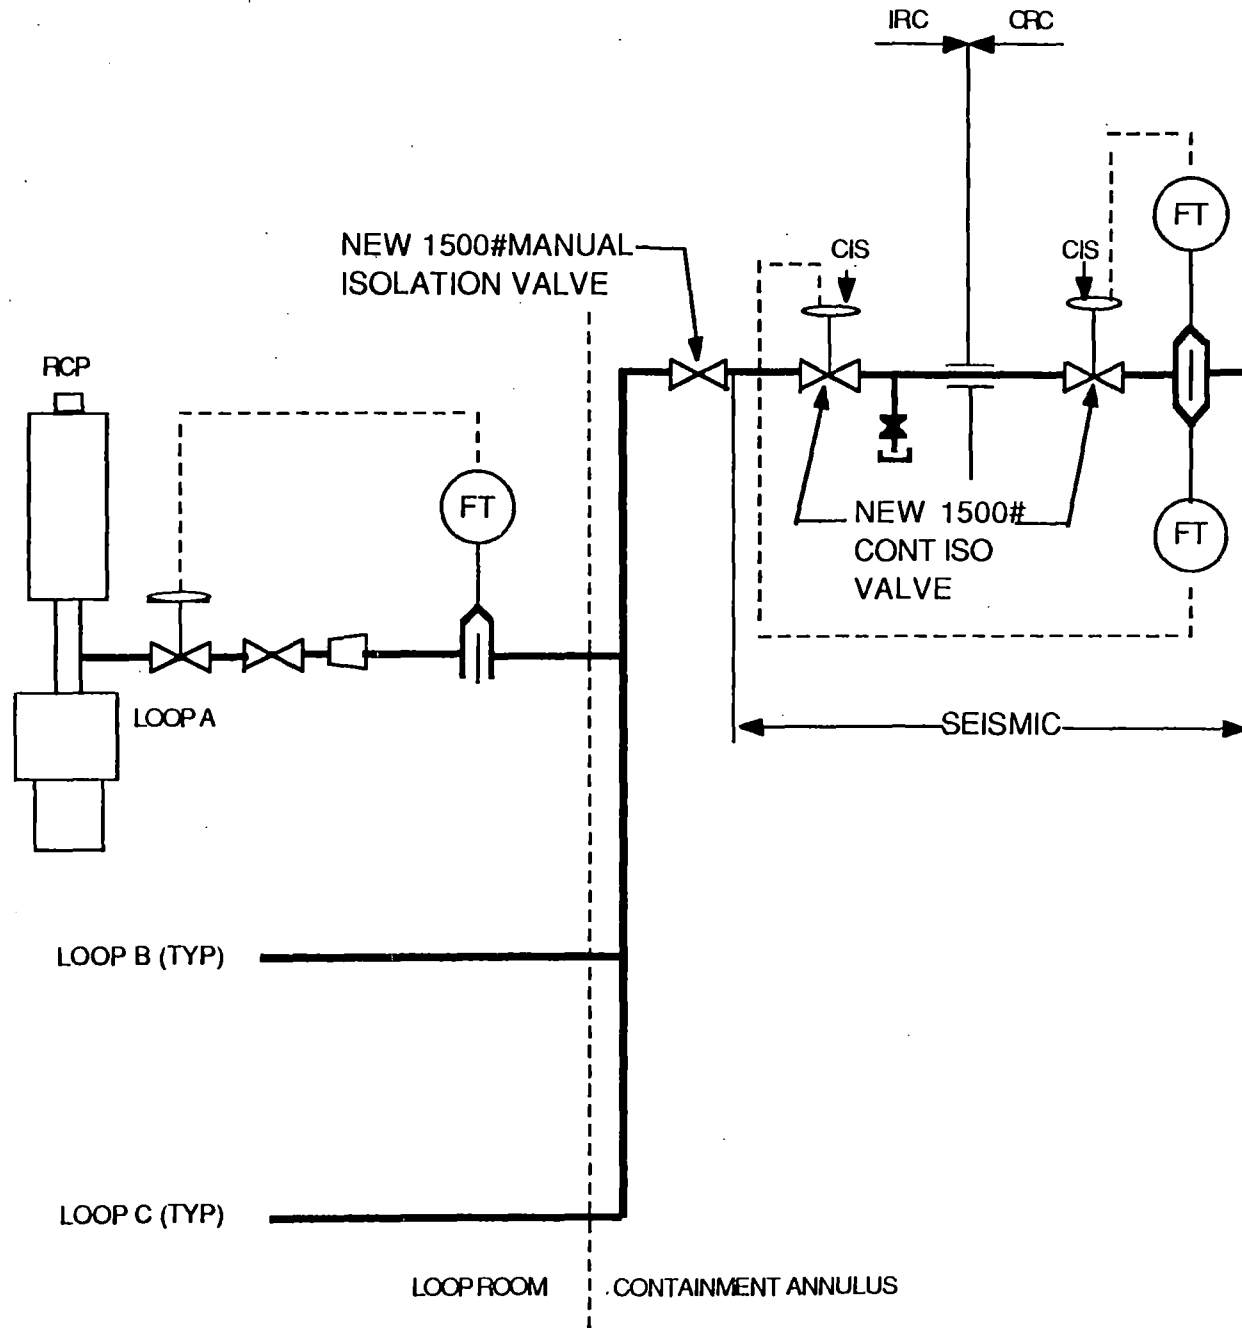 IRC
CRC
FT
NEW 1500#MANUAL
ISOLATION VALVE
CIS
CIS
RCP
FT
NEW 1500#
CONT ISO
VALVE
FT
LOOP A
SEISMIC
LOOP B (TYP)
LOOP C (TYP)
LOOP ROOM
CONTAINMENT ANNULUS